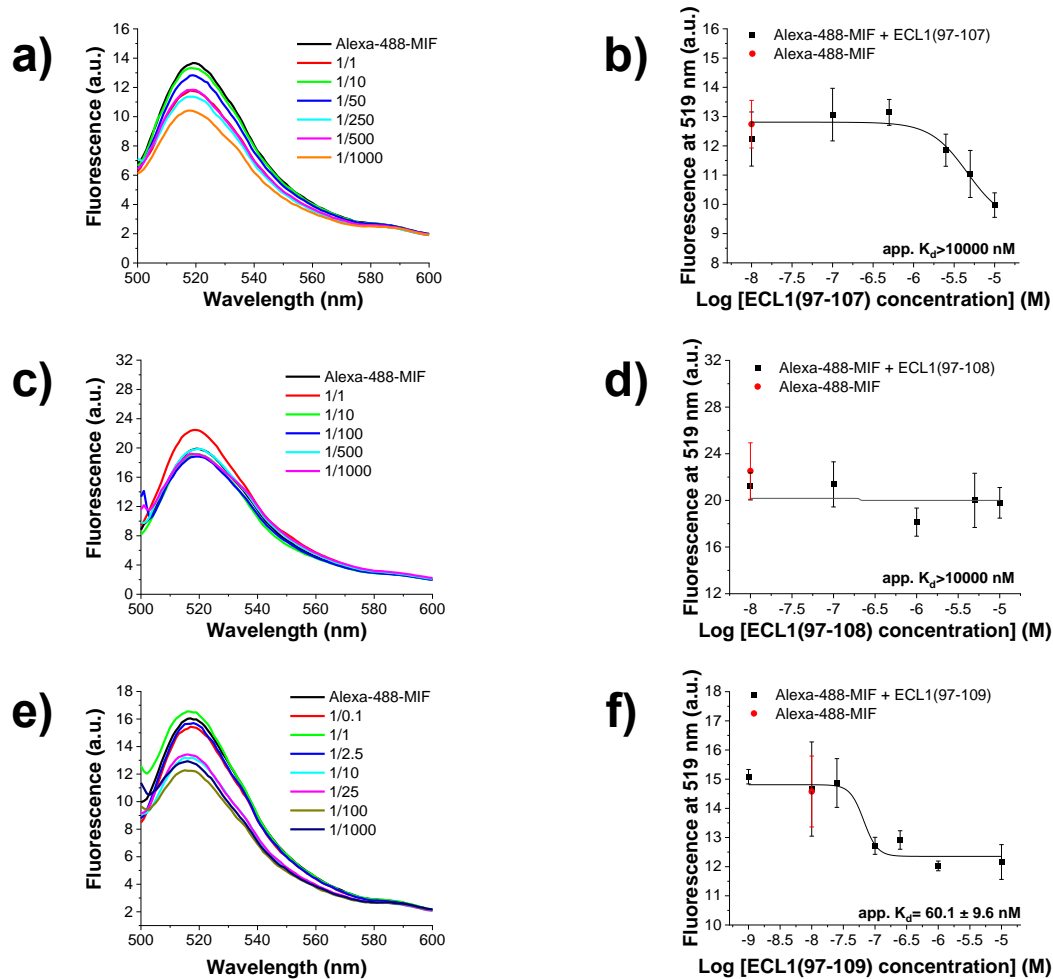 a)
Fluorescence (a.u.)
16
14
12
10
8
6
4
2
0
500 520 540 560 580 600
Wavelength (nm)
Alexa-488-MIF
1/1
1/10
1/50
1/250
1/500
1/1000
b)
Fluorescence at 519 nm (a.u.)
16
15
14
13
12
11
10
9
8
-8 -7.5 -7 -6.5 -6 -5.5 -5
Log [ECL1(97-107) concentration] (M)
Alexa-488-MIF + ECL1(97-107)
Alexa-488-MIF
app. Kd>10000 nM
c)
Fluorescence (a.u.)
32
28
24
20
16
12
8
4
0
500 520 540 560 580 600
Wavelength (nm)
Alexa-488-MIF
1/1
1/10
1/100
1/500
1/1000
d)
Fluorescence at 519 nm (a.u.)
32
28
24
20
16
12
-8 -7.5 -7 -6.5 -6 -5.5 -5
Log [ECL1(97-108) concentration] (M)
Alexa-488-MIF + ECL1(97-108)
Alexa-488-MIF
app. Kd>10000 nM
e)
Fluorescence (a.u.)
18
16
14
12
10
8
6
4
2
500 520 540 560 580 600
Wavelength (nm)
Alexa-488-MIF
1/0.1
1/1
1/2.5
1/10
1/25
1/100
1/1000
f)
Fluorescence at 519 nm (a.u.)
18
17
16
15
14
13
12
11
10
-9 -8.5 -8 -7.5 -7 -6.5 -6 -5.5 -5
Log [ECL1(97-109) concentration] (M)
Alexa-488-MIF + ECL1(97-109)
Alexa-488-MIF
app. Kd= 60.1 ± 9.6 nM